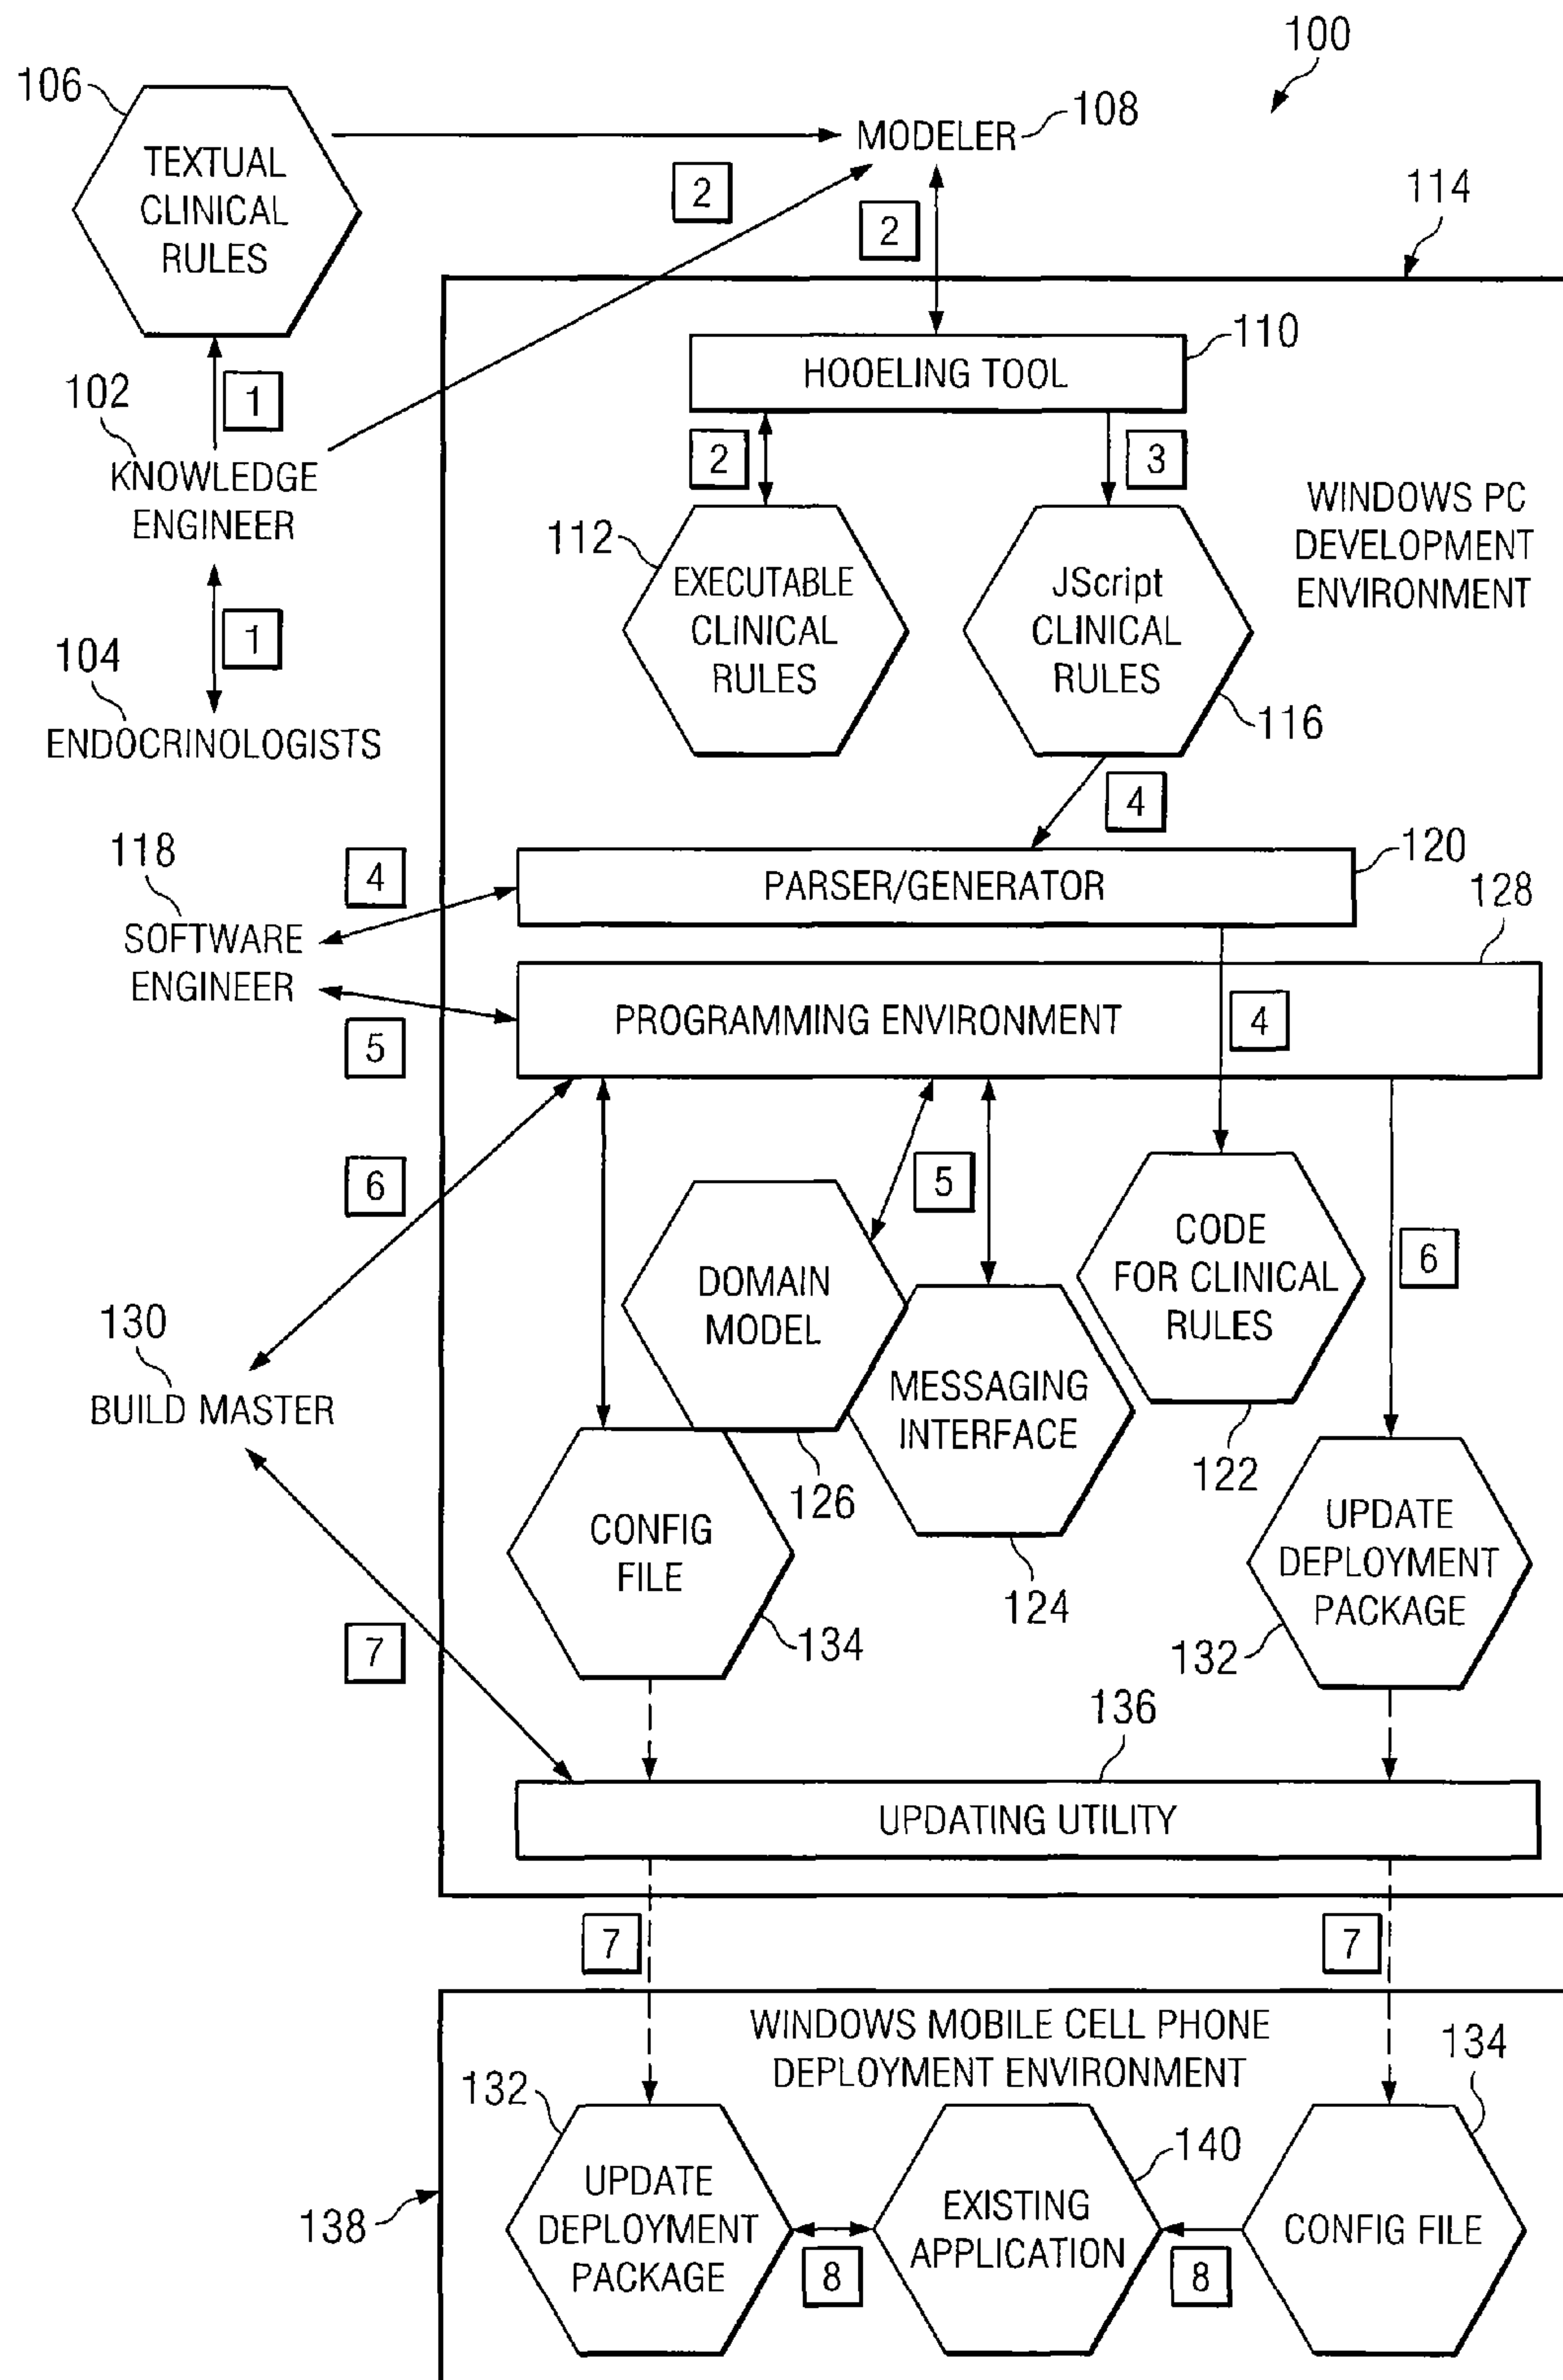 100
106
TEXTUAL
CLINICAL
RULES
MODELER
108
2
2
114
110
HOOELING TOOL
102
1
KNOWLEDGE
ENGINEER
2
3
WINDOWS PC
DEVELOPMENT
ENVIRONMENT
112
EXECUTABLE
CLINICAL
RULES
JScript
CLINICAL
RULES
116
104
1
ENDOCRINOLOGISTS
4
118
4
SOFTWARE
ENGINEER
PARSER/GENERATOR
120
128
5
PROGRAMMING ENVIRONMENT
4
6
5
DOMAIN
MODEL
CODE
FOR CLINICAL
RULES
6
130
BUILD MASTER
MESSAGING
INTERFACE
122
126
CONFIG
FILE
124
UPDATE
DEPLOYMENT
PACKAGE
134
132
7
136
UPDATING UTILITY
7
7
WINDOWS MOBILE CELL PHONE
DEPLOYMENT ENVIRONMENT
134
132
140
138
UPDATE
DEPLOYMENT
PACKAGE
8
EXISTING
APPLICATION
8
CONFIG FILE